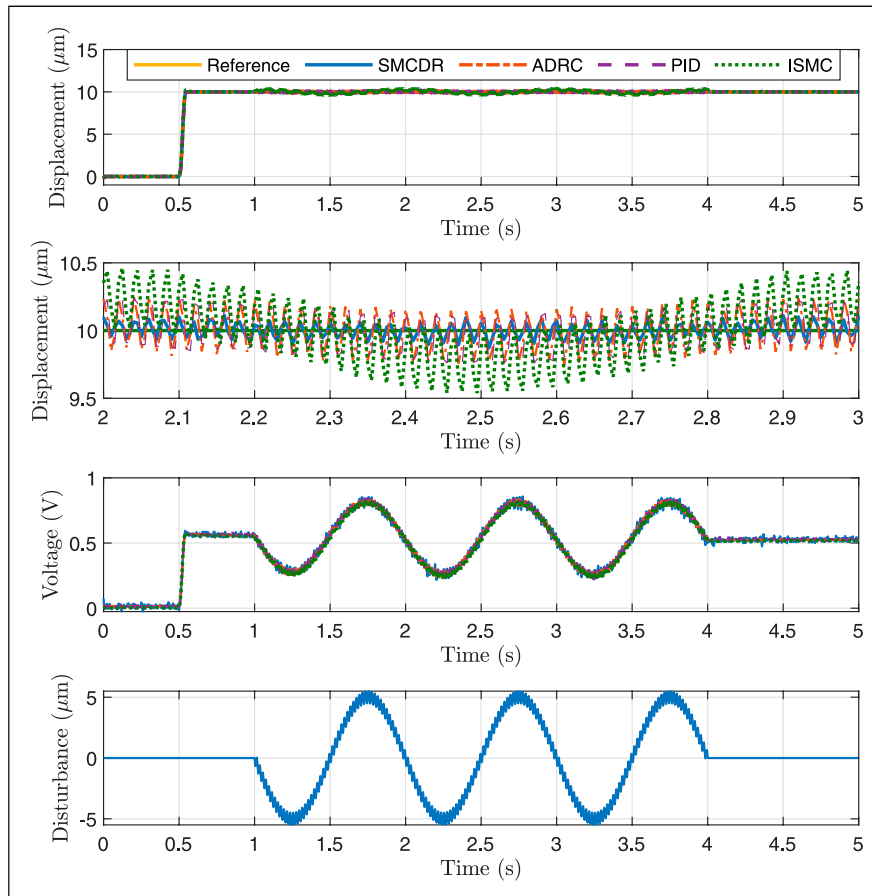 Displacement (μm)
15
10
5
0
Reference SMCDR ADRC PID ISMC
0 0.5 1 1.5 2 2.5 3 3.5 4 4.5 5
Time (s)
Displacement (μm)
10.5
10
9.5
2 2.1 2.2 2.3 2.4 2.5 2.6 2.7 2.8 2.9 3
Time (s)
Voltage (V)
1
0.5
0
0 0.5 1 1.5 2 2.5 3 3.5 4 4.5 5
Time (s)
Disturbance (μm)
5
0
-5
0 0.5 1 1.5 2 2.5 3 3.5 4 4.5 5
Time (s)